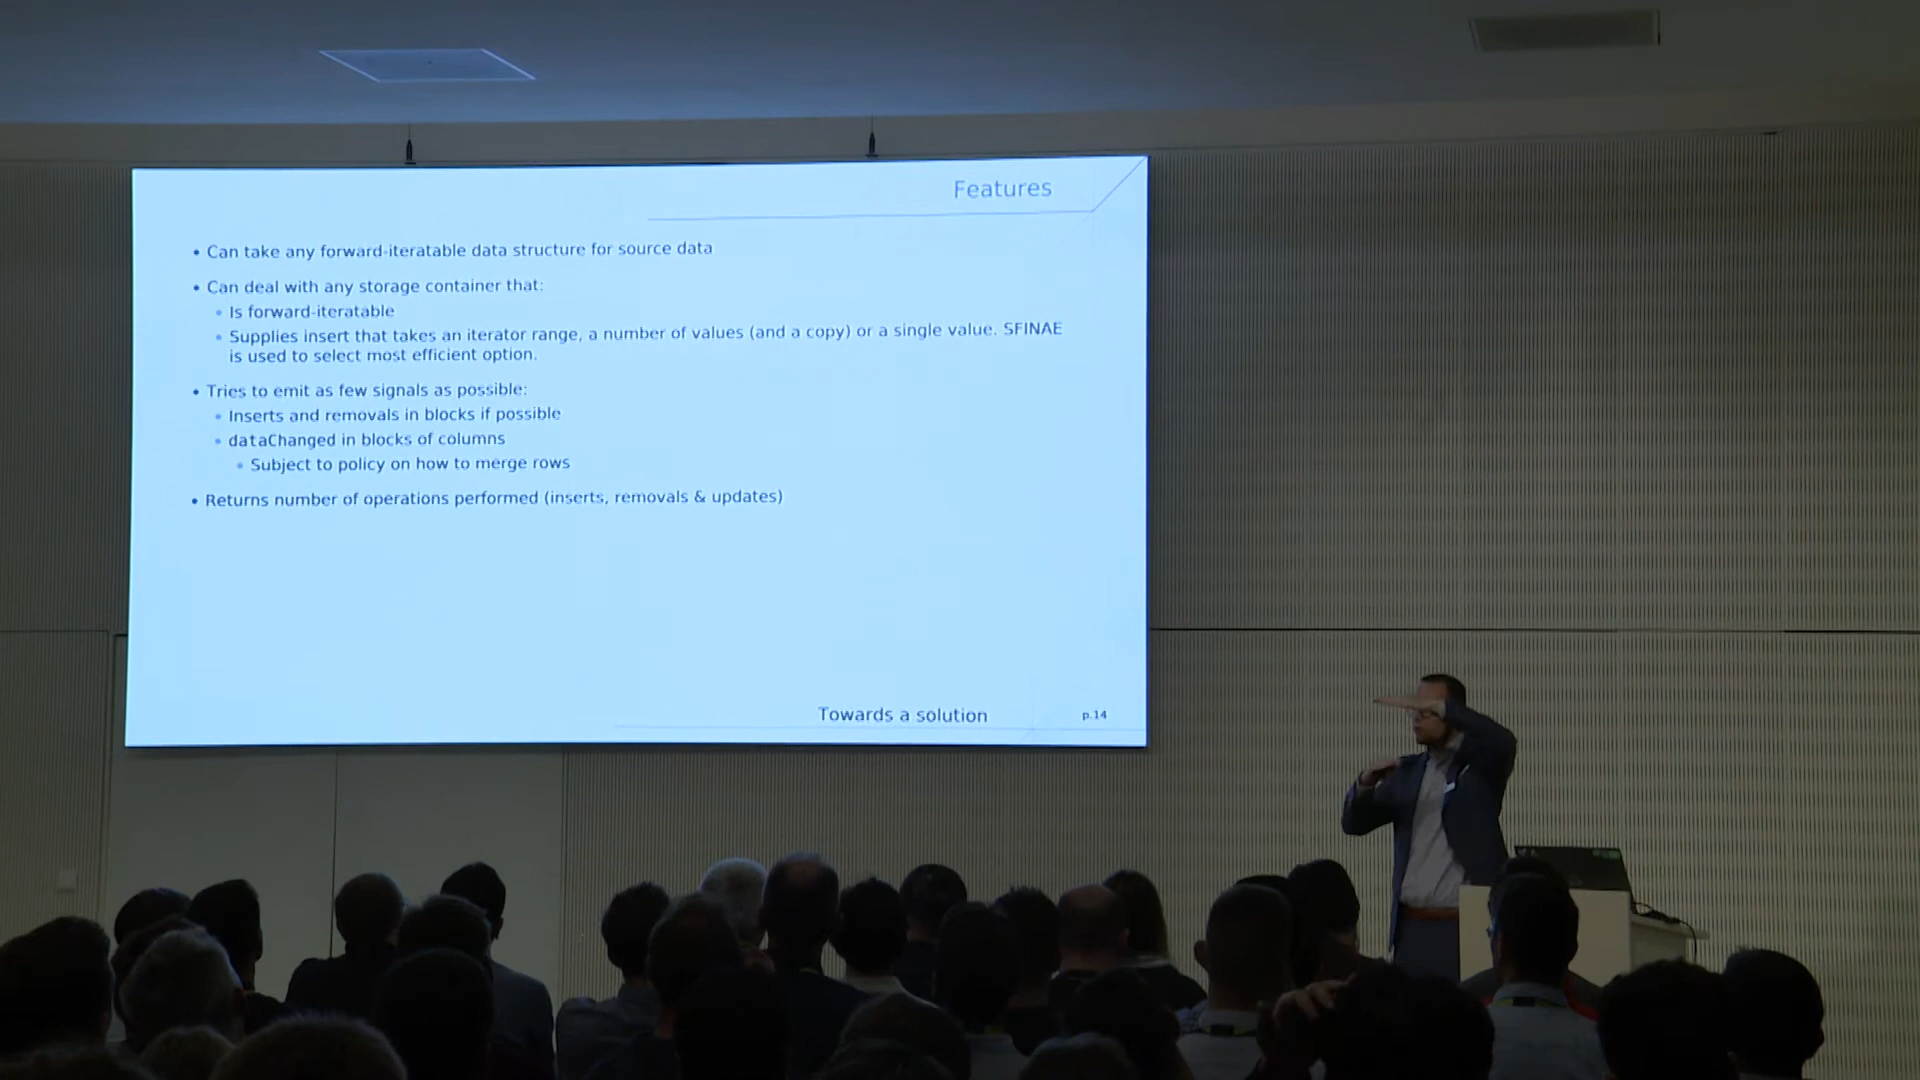 Features
• Can take any forward-iteratable data structure for source data
• Can deal with any storage container that:
• Is forward-iteratable
• Supplies insert that takes an iterator range, a number of values (and a copy) or a single value. SFINAE
is used to select most efficient option.
• Tries to emit as few signals as possible:
• Inserts and removals in blocks if possible
• dataChanged in blocks of columns
• Subject to policy on how to merge rows
• Returns number of operations performed (inserts, removals & updates)
Towards a solution
p.14